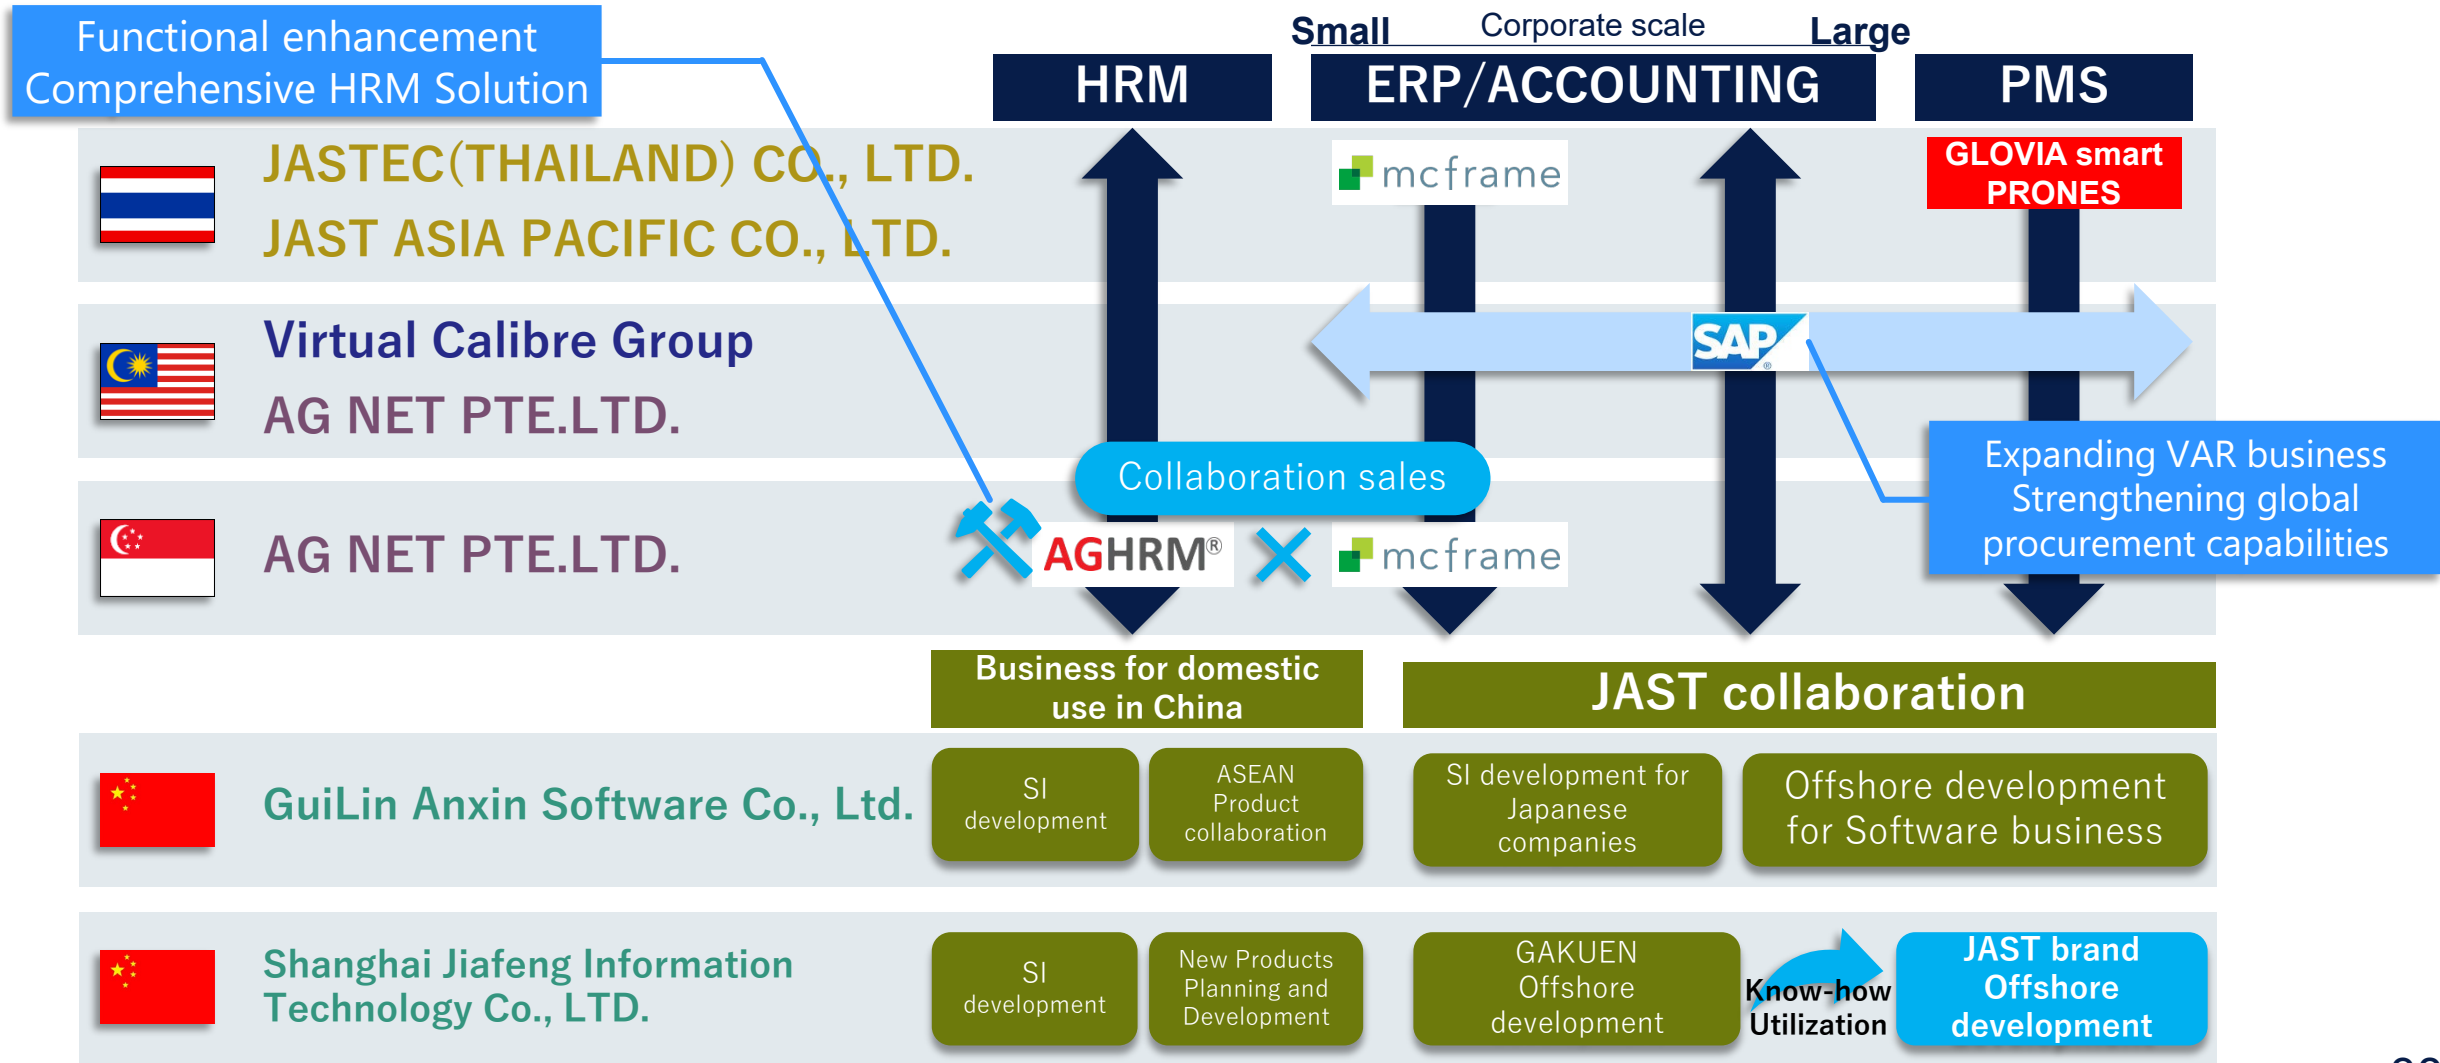 Functional enhancement
Comprehensive HRM Solution
Small Corporate scale Large
HRM
ERP/ACCOUNTING
PMS
JASTEC(THAILAND) CO., LTD.
JAST ASIA PACIFIC CO., LTD.
mcframe
GLOVIA smart
PRONES
Virtual Calibre Group
AG NET PTE.LTD.
SAP®
Collaboration sales
Expanding VAR business
Strengthening global
procurement capabilities
AG NET PTE.LTD.
AGHRM®
mcframe
Business for domestic
use in China
JAST collaboration
GuiLin Anxin Software Co., Ltd.
SI
development
ASEAN
Product
collaboration
SI development for
Japanese
companies
Offshore development
for Software business
Shanghai Jiafeng Information
Technology Co., LTD.
SI
development
New Products
Planning and
Development
GAKUEN
Offshore
development
Know-how
Utilization
JAST brand
Offshore
development